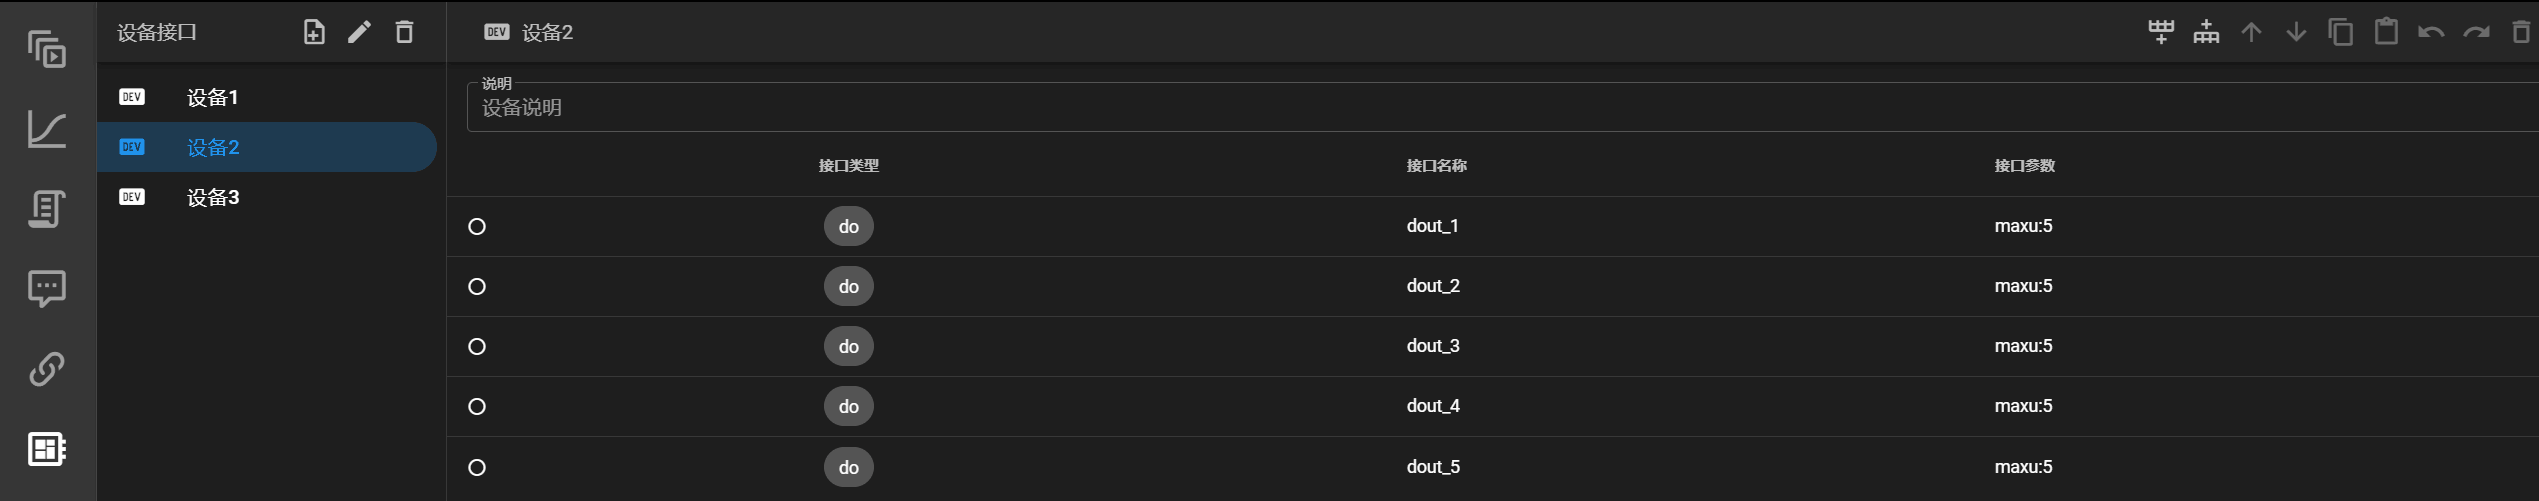 设备接口
DEV 设备1
DEV 设备2
DEV 设备3
DEV 设备2
说明
设备说明
接口类型 接口名称 接口参数
do dout_1 maxu:5
do dout_2 maxu:5
do dout_3 maxu:5
do dout_4 maxu:5
do dout_5 maxu:5